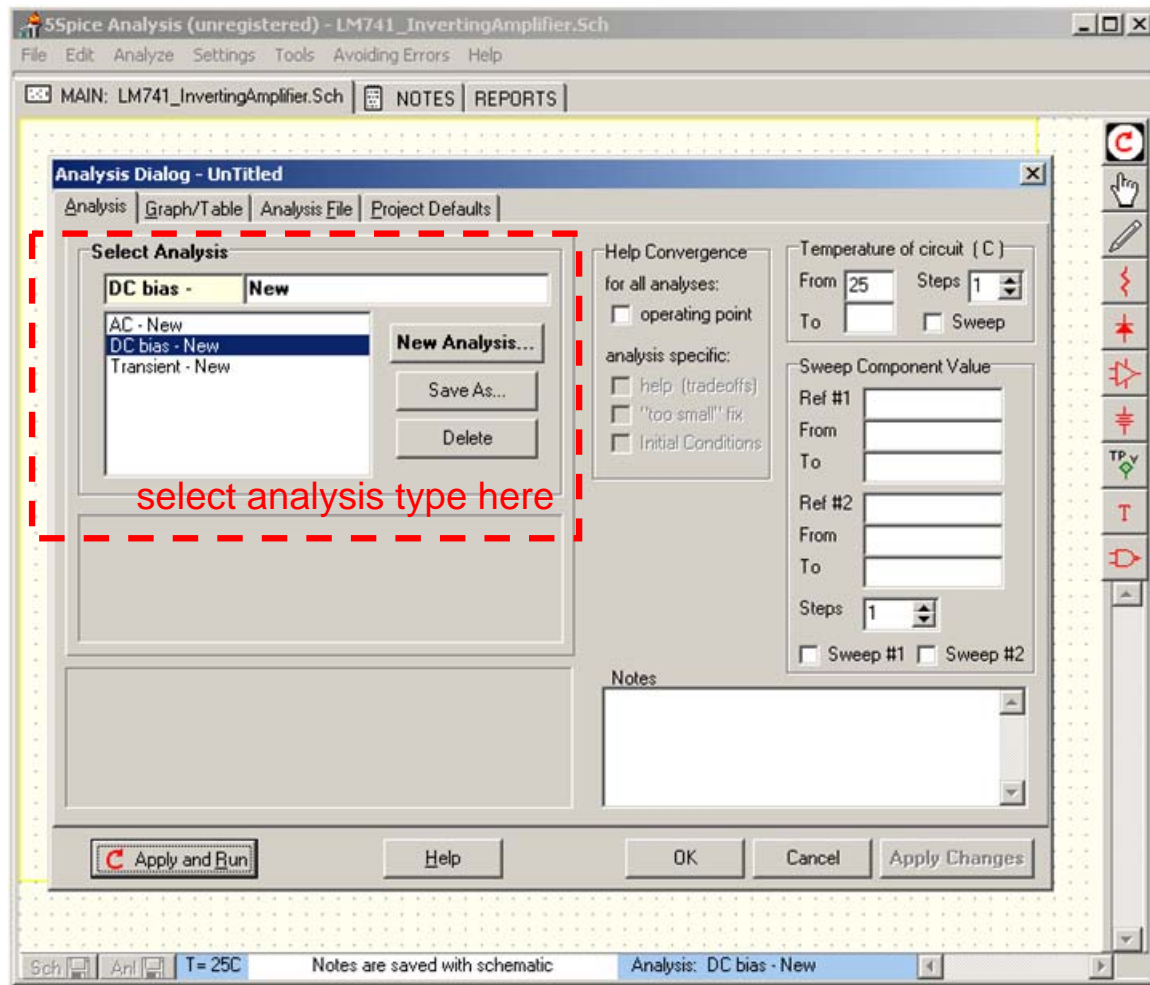 5Spice Analysis (unregistered) - LM741_InvertingAmplifier.Sch
File Edit Analyze Settings Tools Avoiding Errors Help
MAIN: LM741_InvertingAmplifier.Sch NOTES REPORTS
Analysis Dialog - UnTitled
Analysis Graph/Table Analysis File Project Defaults
Select Analysis
DC bias - New
AC - New
DC bias - New
Transient - New
New Analysis...
Save As...
Delete
select analysis type here
Help Convergence
for all analyses:
operating point
analysis specific:
help (tradeoffs)
"too small" fix
Initial Conditions
Temperature of circuit ( C )
From 25 Steps 1
To Sweep
Sweep Component Value
Ref #1
From
To
Ref #2
From
To
Steps 1
Sweep #1 Sweep #2
Notes
C Apply and Run Help OK Cancel Apply Changes
C
TP V
T
Sch Anl T= 25C Notes are saved with schematic Analysis: DC bias - New